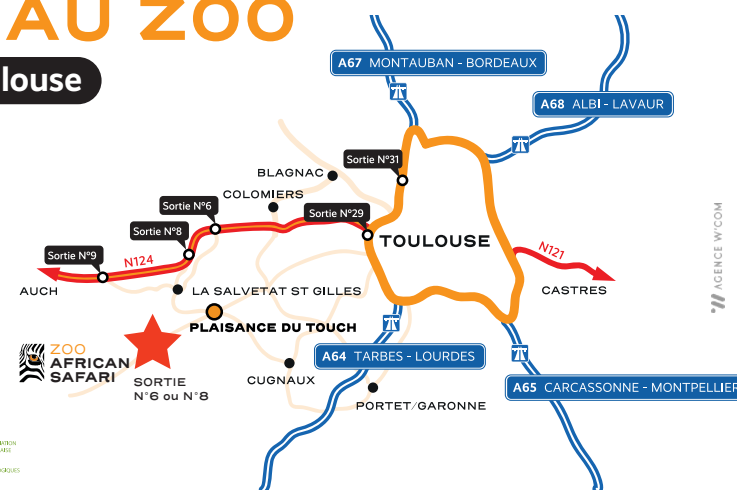 AU ZOO
louse
A67 MONTAUBAN - BORDEAUX
A68 ALBI - LAVAUR
Sortie N°31
BLAGNAC
COLOMIERS
Sortie N°6
Sortie N°29
Sortie N°8
TOULOUSE
Sortie N°9
N124
N121
AUCH
LA SALVETAT ST GILLES
CASTRES
PLAISANCE DU TOUCH
ZOO
AFRICAN
SAFARI
SORTIE
N°6 ou N°8
A64 TARBES - LOURDES
CUGNAUX
A65 CARCASSONNE - MONTPELLIER
PORTET/GARONNE
AGENCE W'COM